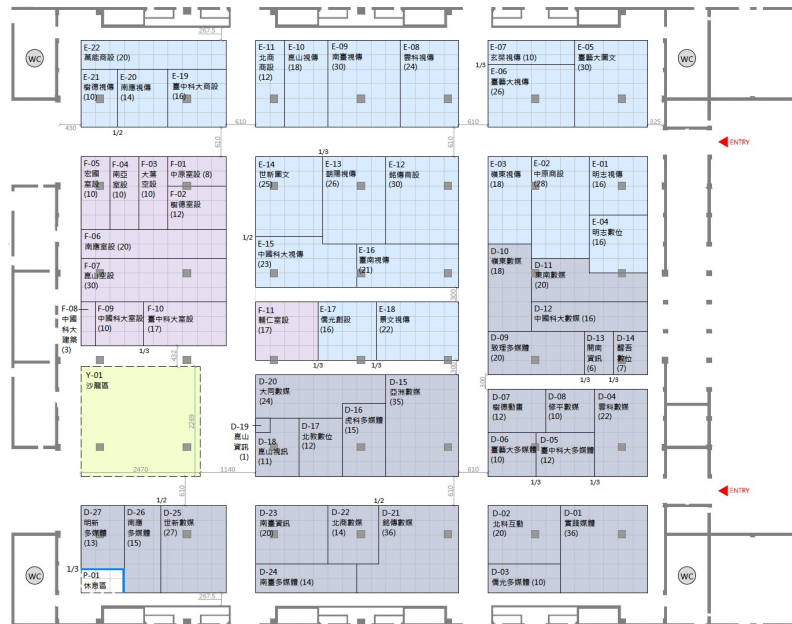 267.5
E-22
萬能商設 (20)
E-21
樹德視傳
(10)
E-20
南應視傳
(14)
E-19
臺中科大商設
(16)
E-11
北商
商設
(12)
E-10
崑山視傳
(18)
E-09
南臺視傳
(30)
E-08
雲科視傳
(24)
E-07
玄奘視傳 (10)
1/3
E-06
臺藝大視傳
(26)
E-05
臺藝大圖文
(30)
WC
WC
430
1/2
610
610
325
610
610
ENTRY
1/3
F-05
宏國
室設
(10)
F-04
南亞
室設
(10)
F-03
大葉
空設
(10)
F-01
中原室設 (8)
F-02
樹德室設
(12)
F-06
南應室設 (20)
F-07
崑山空設
(30)
F-08
中國
科大
建築
(3)
F-09
中國科大室設
(10)
F-10
臺中科大室設
(17)
1/3
E-14
世新圖文
(25)
E-13
朝陽視傳
(26)
E-12
銘傳商設
(30)
1/2
E-15
中國科大視傳
(23)
E-16
臺南視傳
(21)
300
F-11
輔仁室設
(17)
E-17
僑光創設
(16)
E-18
景文視傳
(22)
1/3
1/3
300
E-03
嶺東視傳
(18)
E-02
中原商設
(28)
E-01
明志視傳
(16)
E-04
明志數位
(16)
D-10
嶺東數媒
(18)
D-11
東南數媒
(20)
D-12
中國科大數媒 (16)
D-09
致理多媒體
(20)
D-13
開南
資訊
(6)
D-14
醒吾
數位
(7)
300
1/3
1/3
432
Y-01
沙龍區
2269
2470
1140
D-20
大同數媒
(24)
D-15
亞洲數媒
(35)
D-19
崑山
資訊
(1)
D-18
崑山視訊
(11)
D-17
北教數位
(12)
D-16
虎科多媒體
(15)
610
D-07
樹德動畫
(12)
D-08
修平數媒
(10)
D-04
雲科數媒
(22)
D-06
臺藝大多媒體
(10)
D-05
臺中科大多媒體
(12)
1/3
1/3
ENTRY
610
1/2
1/2
610
D-27
明新
多媒體
(13)
D-26
南應
多媒體
(15)
D-25
世新數媒
(27)
1/3
P-01
休息區
D-23
南臺資訊
(20)
D-22
北商數媒
(14)
D-21
銘傳數媒
(36)
D-24
南臺多媒體 (14)
D-02
北科互動
(20)
D-01
實踐媒體
(36)
D-03
僑光多媒體 (10)
WC
WC
267.5